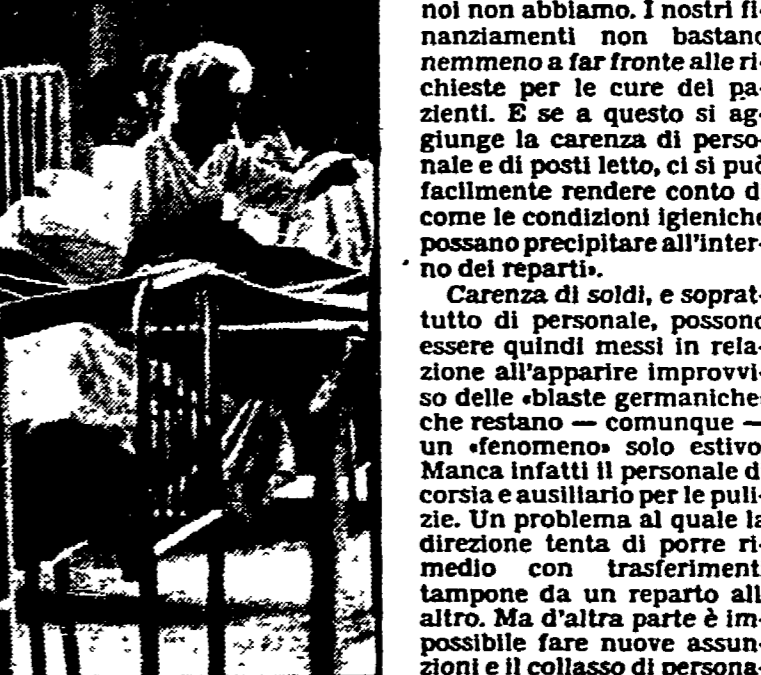 noi non abbiamo. I nostri fi-
nanziamenti non bastano
nemmeno a far fronte alle ri-
chieste per le cure dei pa-
zienti. E se a questo si ag-
giunge la carenza di perso-
nale e di posti letto, ci si può
facilmente rendere conto di
come le condizioni igieniche
possano precipitare all'inter-
no dei reparti».
Carenza di soldi, e soprat-
tutto di personale, possono
essere quindi messi in rela-
zione all'apparire improvvi-
so delle «blaste germaniche»
che restano — comunque —
un «fenomeno» solo estivo.
Manca infatti il personale di
corsia e ausiliario per le puli-
zie. Un problema al quale la
direzione tenta di porre ri-
medio con trasferimenti
tampone da un reparto all'
altro. Ma d'altra parte è im-
possibile fare nuove assun-
zioni e il collasso di persona-